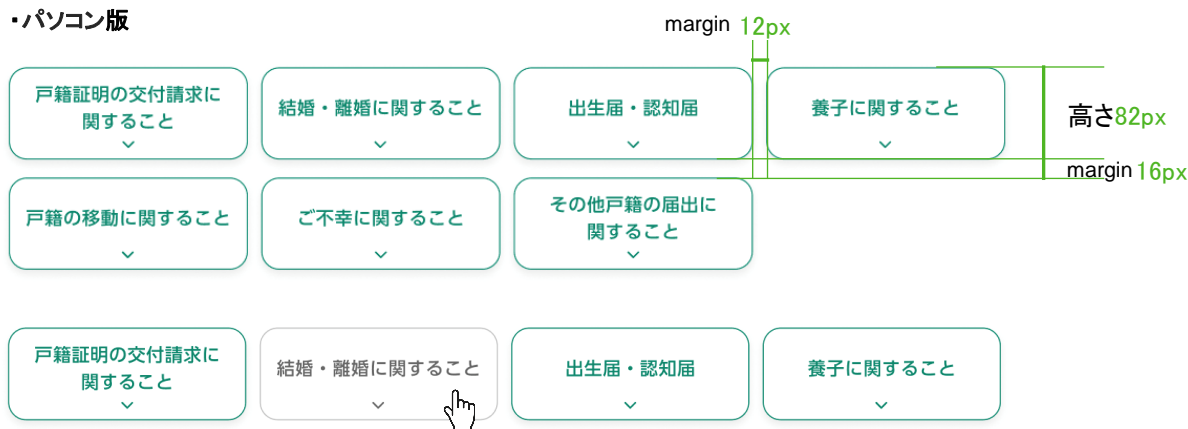 ・パソコン版
margin 12px
戸籍証明の交付請求に
関すること
結婚・離婚に関すること
出生届・認知届
養子に関すること
高さ82px
margin 16px
戸籍の移動に関すること
ご不幸に関すること
その他戸籍の届出に
関すること
戸籍証明の交付請求に
関すること
結婚・離婚に関すること
出生届・認知届
養子に関すること